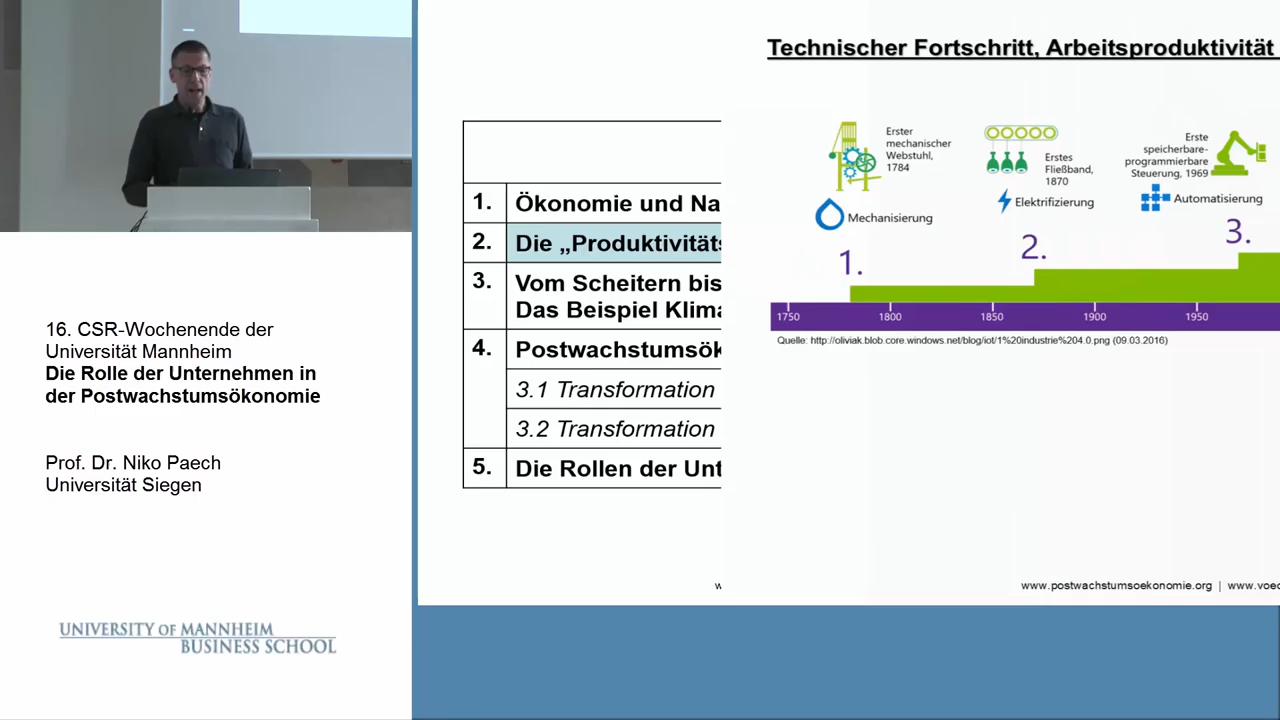 16. CSR-Wochenende der
Universität Mannheim
Die Rolle der Unternehmen in
der Postwachstumsökonomie
Prof. Dr. Niko Paech
Universität Siegen
UNIVERSITY OF MANNHEIM
BUSINESS SCHOOL
1. Ökonomie und Na
2. Die „Produktivitäts
3. Vom Scheitern bis
Das Beispiel Klima
4. Postwachstumsök
3.1 Transformation
3.2 Transformation
5. Die Rollen der Unt
w
Technischer Fortschritt, Arbeitsproduktivität
Erster
mechanischer
Webstuhl,
1784
Mechanisierung
1.
Erstes
Fließband,
1870
Elektrifizierung
2.
Erste
speicherbare-
programmierbare
Steuerung, 1969
Automatisierung
3.
1750 1800 1850 1900 1950
Quelle: http://oliviak.blob.core.windows.net/blog/iot/1%20industrie%204.0.png (09.03.2016)
www.postwachstumsoekonomie.org | www.voec